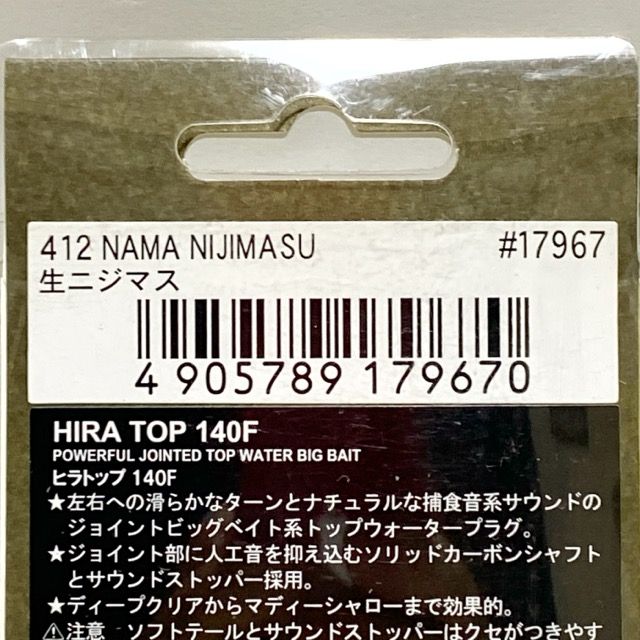 412 NAMA NIJIMASU #17967
生ニジマス
4 905789 179670
HIRA TOP 140F
POWERFUL JOINTED TOP WATER BIG BAIT
ヒラトップ 140F
★左右への滑らかなターンとナチュラルな捕食音系サウンドの
ジョイントビッグベイト系トップウォータープラグ。
★ジョイント部に人工音を抑え込むソリッドカーボンシャフト
とサウンドストッパー採用。
★ディープクリアからマディーシャローまで効果的。
⚠注意 ソフトテールとサウンドストッパーはクセがつきやす